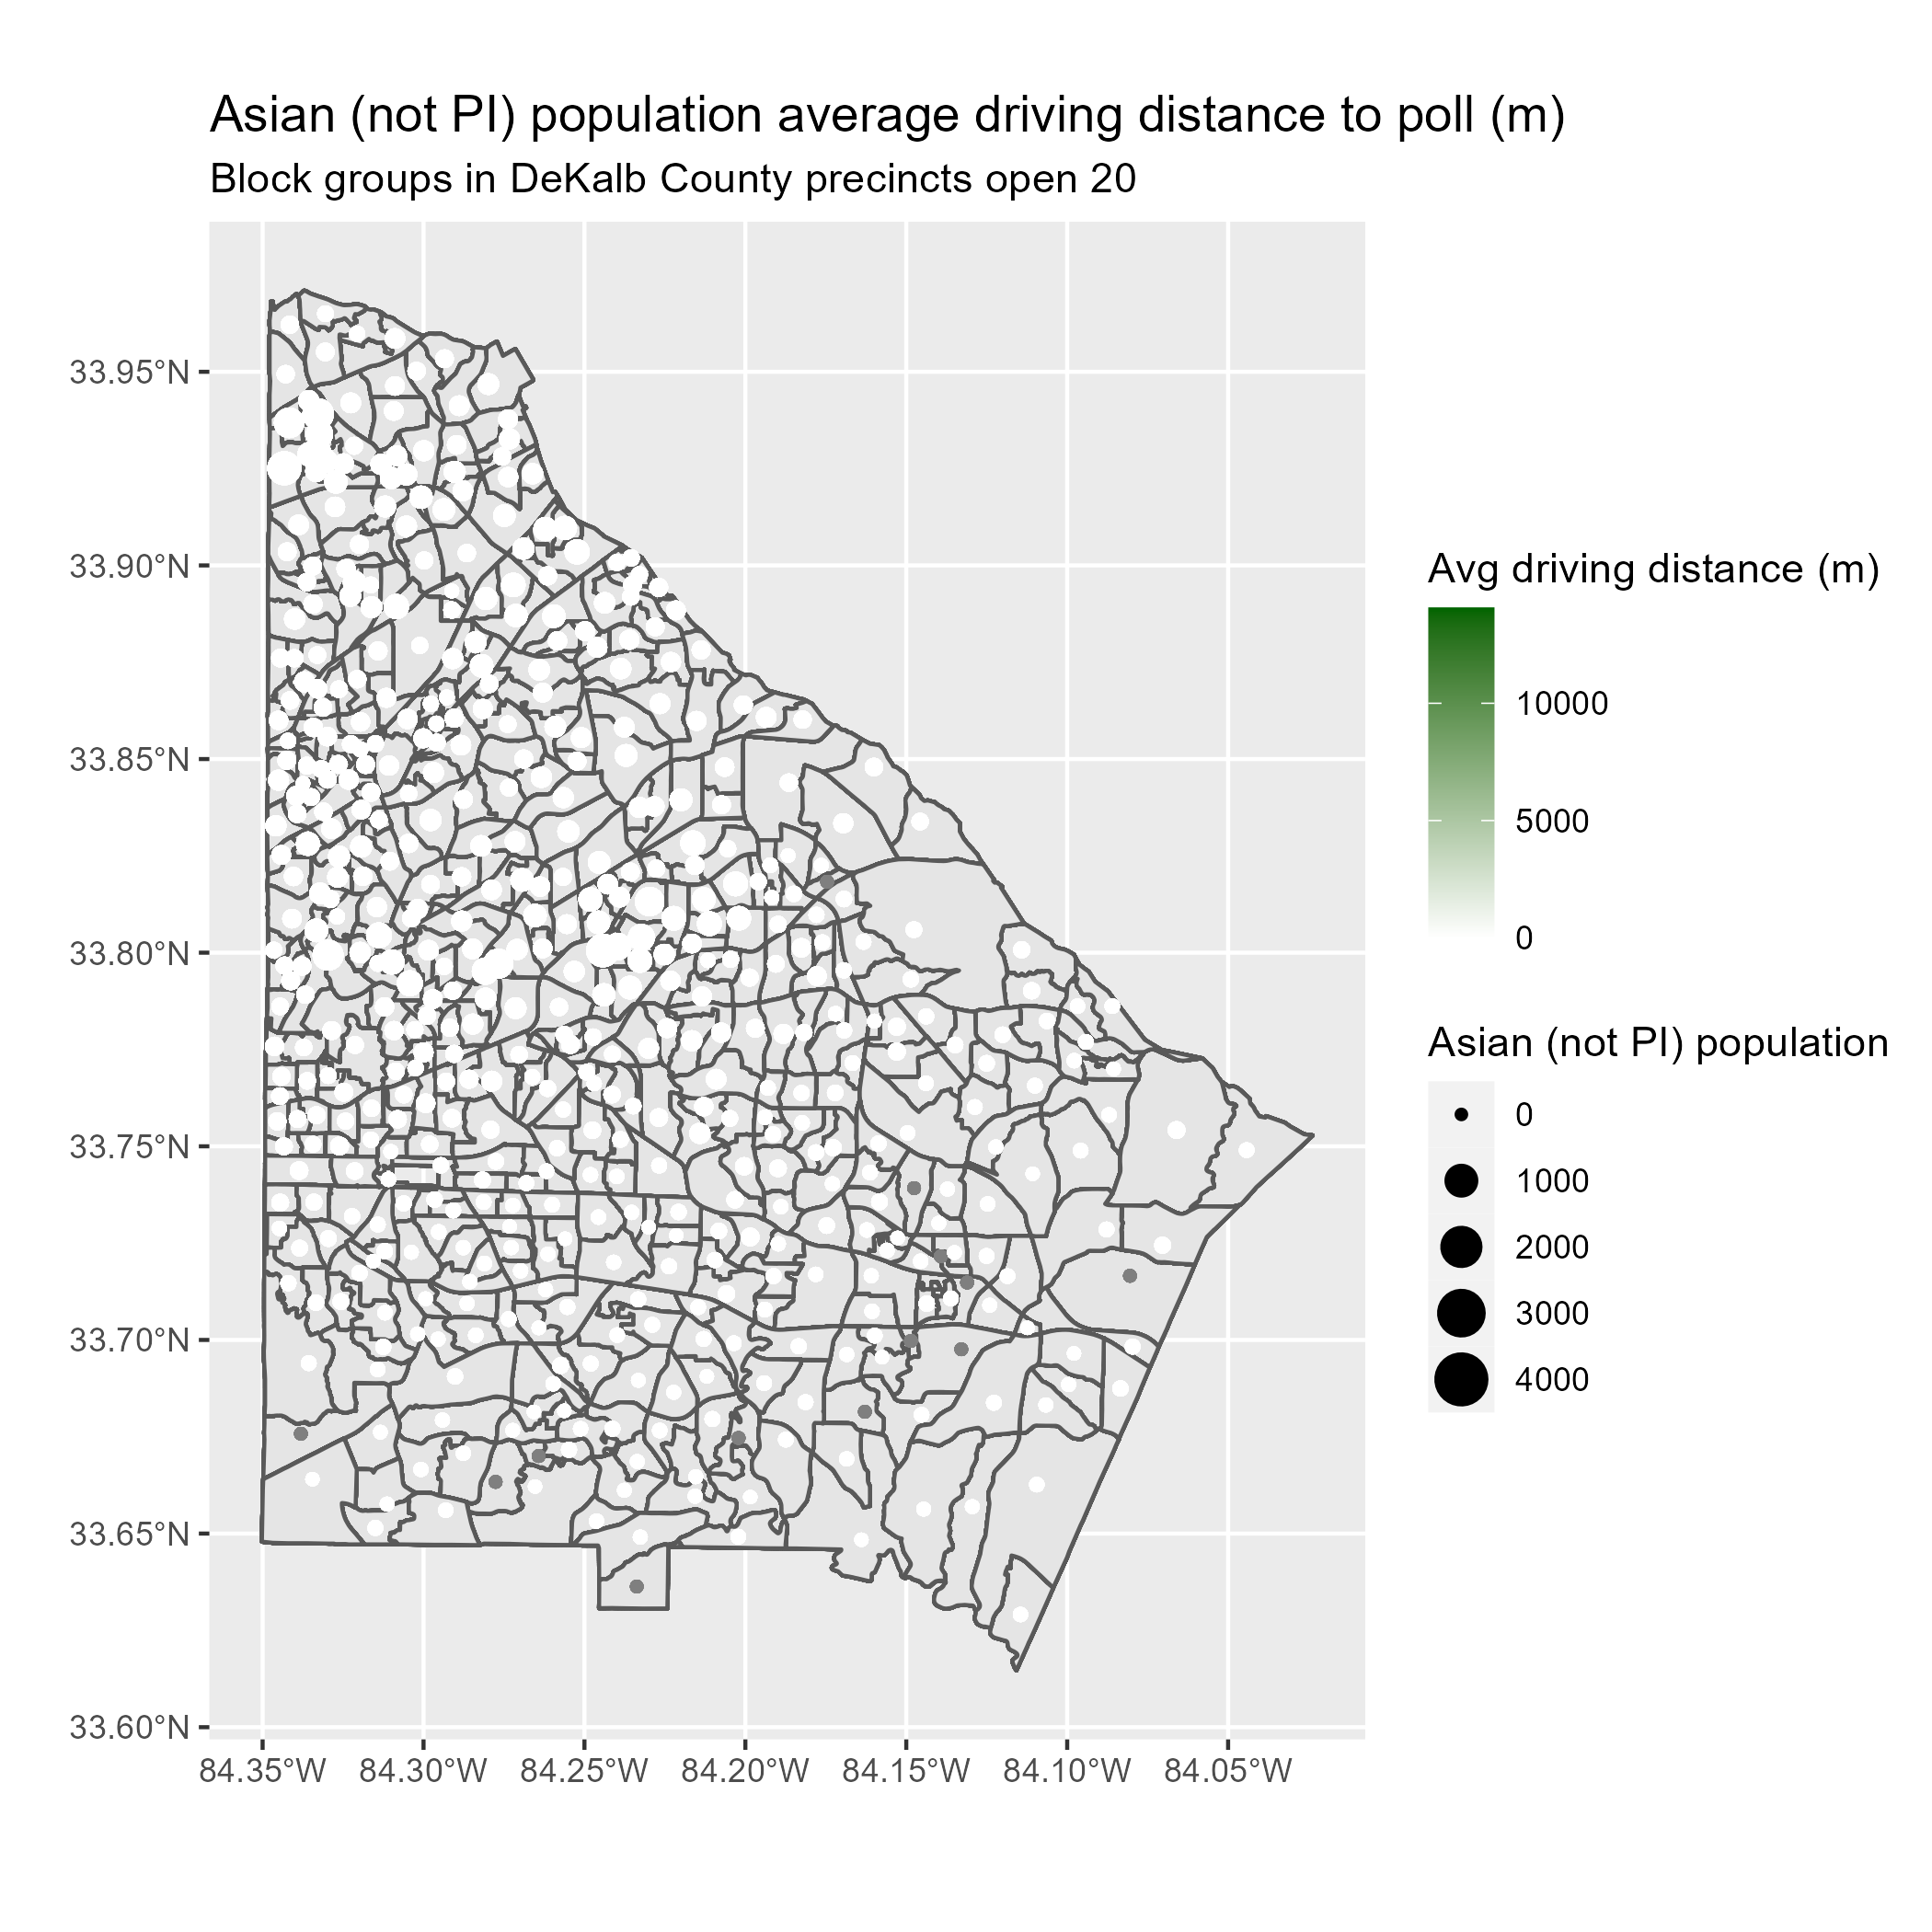 Asian (not PI) population average driving distance to poll (m)
Block groups in DeKalb County precincts open 20
33.95°N
33.90°N
33.85°N
33.80°N
33.75°N
33.70°N
33.65°N
33.60°N
84.35°W
84.30°W
84.25°W
84.20°W
84.15°W
84.10°W
84.05°W
Avg driving distance (m)
10000
5000
0
Asian (not PI) population
0
1000
2000
3000
4000